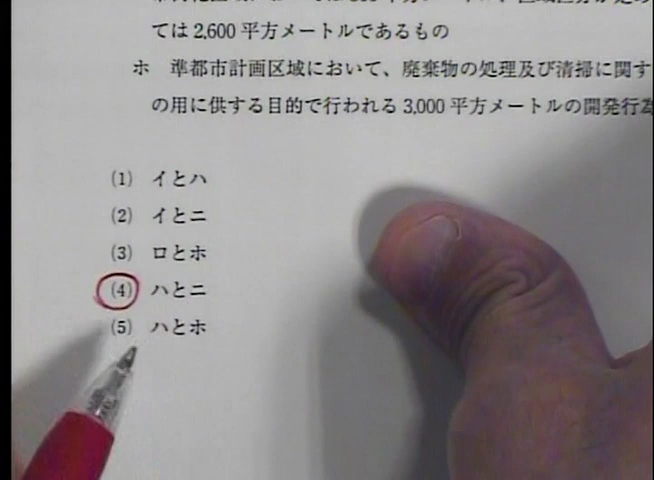 ては 2,600 平方メートルであるもの
ホ 準都市計画区域において、廃棄物の処理及び清掃に関す
の用に供する目的で行われる 3,000 平方メートルの開発行為
(1) イとハ
(2) イとニ
(3) ロとホ
(4) ハとニ
(5) ハとホ